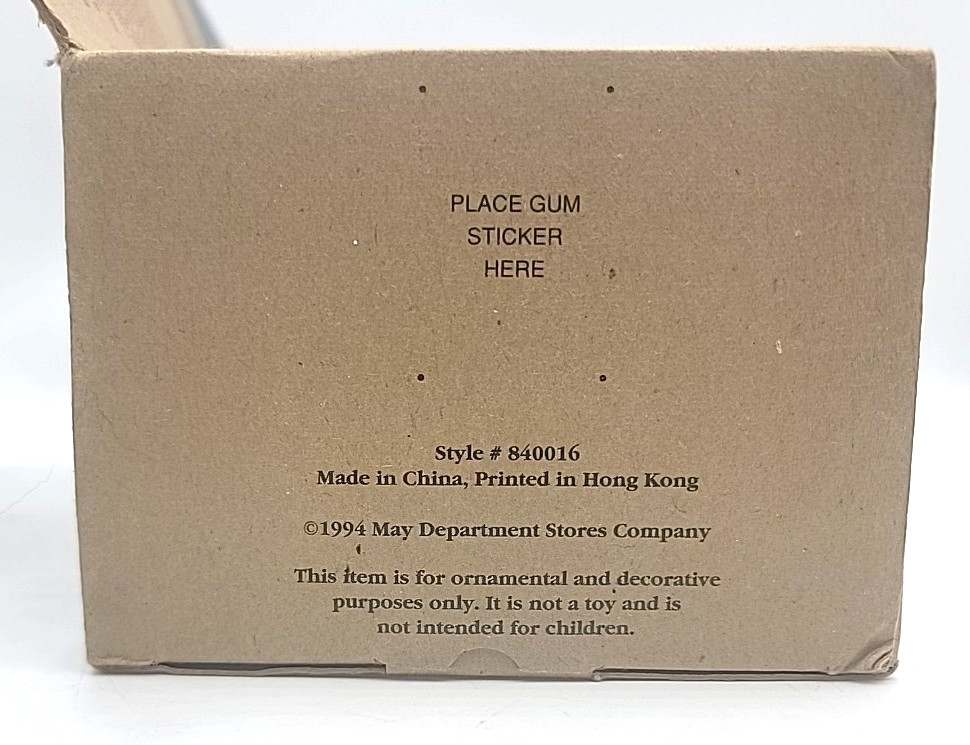 PLACE GUM
STICKER
HERE
Style # 840016
Made in China, Printed in Hong Kong
©1994 May Department Stores Company
This item is for ornamental and decorative
purposes only. It is not a toy and is
not intended for children.